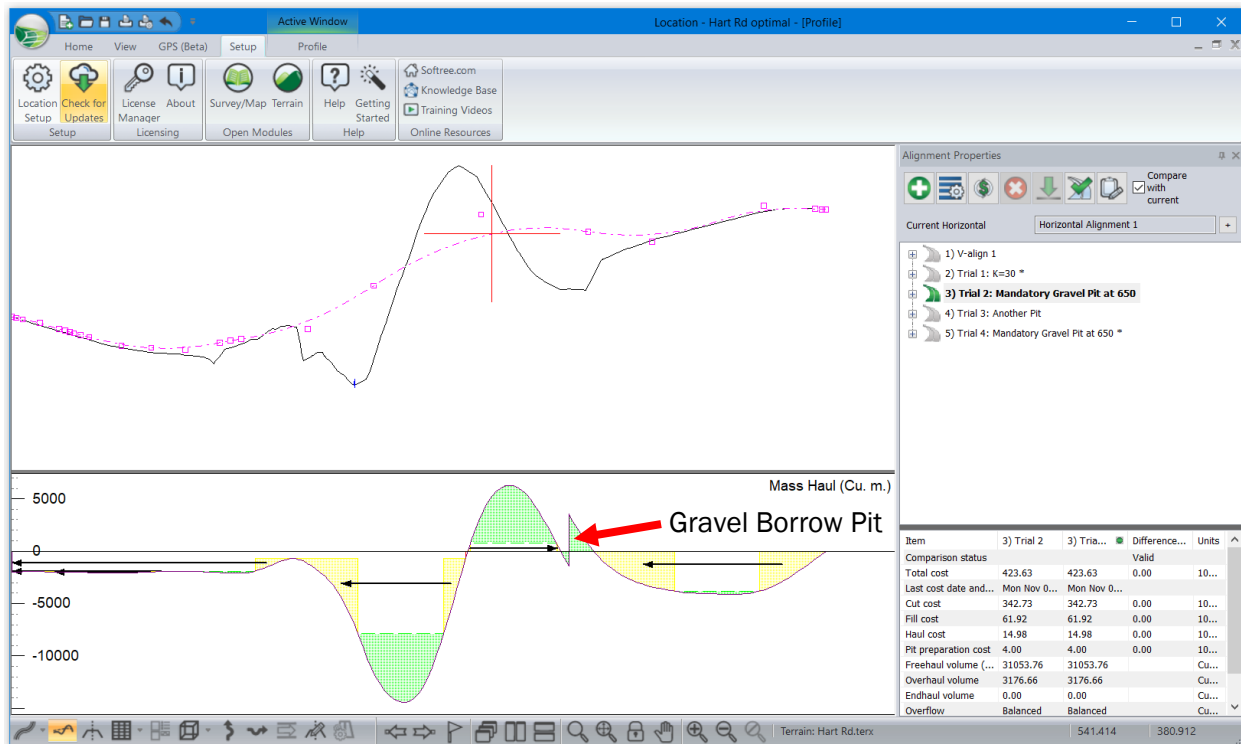 Active Window
Location - Hart Rd optimal - [Profile]
Home View GPS (Beta) Setup Profile
Location Setup
Check for Updates
Setup
License Manager
About
Licensing
Survey/Map
Terrain
Open Modules
Help
Getting Started
Help
Softree.com
Knowledge Base
Training Videos
Online Resources
Alignment Properties
Compare with current
Current Horizontal
Horizontal Alignment 1
+
1) V-align 1
2) Trial 1: K=30 *
3) Trial 2: Mandatory Gravel Pit at 650
4) Trial 3: Another Pit
5) Trial 4: Mandatory Gravel Pit at 650 *
Mass Haul (Cu. m.)
5000
0
-5000
-10000
Gravel Borrow Pit
Item 3) Trial 2 3) Tria... Difference... Units
Comparison status Valid
Total cost 423.63 423.63 0.00 10...
Last cost date and... Mon Nov 0... Mon Nov 0...
Cut cost 342.73 342.73 0.00 10...
Fill cost 61.92 61.92 0.00 10...
Haul cost 14.98 14.98 0.00 10...
Pit preparation cost 4.00 4.00 0.00 10...
Freehaul volume (... 31053.76 31053.76 Cu...
Overhaul volume 3176.66 3176.66 Cu...
Endhaul volume 0.00 0.00 Cu...
Overflow Balanced Balanced Cu...
Terrain: Hart Rd.terx 541.414 380.912